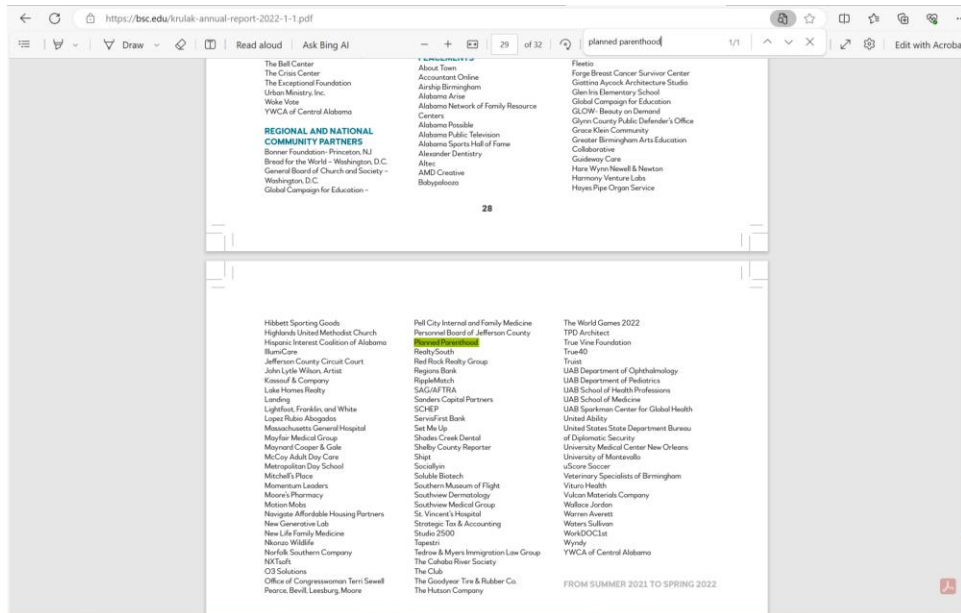 https://bsc.edu/krulak-annual-report-2022-1-1.pdf
Draw
Read aloud
Ask Bing AI
29
of 32
planned parenthood
1/1
Edit with Acroba
The Bell Center
The Crisis Center
The Exceptional Foundation
Urban Ministry, Inc.
Woke Vote
YWCA of Central Alabama
REGIONAL AND NATIONAL
COMMUNITY PARTNERS
Bonner Foundation- Princeton, NJ
Bread for the World – Washington, D.C.
General Board of Church and Society –
Washington, D.C.
Global Campaign for Education –
PLACEMENTS
About Town
Accountant Online
Airship Birmingham
Alabama Arise
Alabama Network of Family Resource
Centers
Alabama Possible
Alabama Public Television
Alabama Sports Hall of Fame
Alexander Dentistry
Altec
AMD Creative
Babypalooza
Fleetio
Forge Breast Cancer Survivor Center
Giattina Aycock Architecture Studio
Glen Iris Elementary School
Global Campaign for Education
GLOW- Beauty on Demand
Glynn County Public Defender's Office
Grace Klein Community
Greater Birmingham Arts Education
Collaborative
Guideway Care
Hare Wynn Newell & Newton
Harmony Venture Labs
Hayes Pipe Organ Service
28
Hibbett Sporting Goods
Highlands United Methodist Church
Hispanic Interest Coalition of Alabama
IllumiCare
Jefferson County Circuit Court
John Lytle Wilson, Artist
Kassouf & Company
Lake Homes Realty
Landing
Lightfoot, Franklin, and White
Lopez Rubio Abogados
Massachusetts General Hospital
Mayfair Medical Group
Maynard Cooper & Gale
McCoy Adult Day Care
Metropolitan Day School
Mitchell's Place
Momentum Leaders
Moore's Pharmacy
Motion Mobs
Navigate Affordable Housing Partners
New Generative Lab
New Life Family Medicine
Nkonzo Wildlife
Norfolk Southern Company
NXTsoft
O3 Solutions
Office of Congresswoman Terri Sewell
Pearce, Bevill, Leesburg, Moore
Pell City Internal and Family Medicine
Personnel Board of Jefferson County
Planned Parenthood
RealtySouth
Red Rock Realty Group
Regions Bank
RippleMatch
SAG/AFTRA
Sanders Capital Partners
SCHEP
ServisFirst Bank
Set Me Up
Shades Creek Dental
Shelby County Reporter
Shipt
Sociallyin
Soluble Biotech
Southern Museum of Flight
Southview Dermatology
Southview Medical Group
St. Vincent's Hospital
Strategic Tax & Accounting
Studio 2500
Tapestri
Tedrow & Myers Immigration Law Group
The Cahaba River Society
The Club
The Goodyear Tire & Rubber Co.
The Hutson Company
The World Games 2022
TPD Architect
True Vine Foundation
True40
Truist
UAB Department of Ophthalmology
UAB Department of Pediatrics
UAB School of Health Professions
UAB School of Medicine
UAB Sparkman Center for Global Health
United Ability
United States State Department Bureau
of Diplomatic Security
University Medical Center New Orleans
University of Montevallo
uScore Soccer
Veterinary Specialists of Birmingham
Vituro Health
Vulcan Materials Company
Wallace Jordan
Warren Averett
Waters Sullivan
WorkDOC1st
Wyndy
YWCA of Central Alabama
FROM SUMMER 2021 TO SPRING 2022